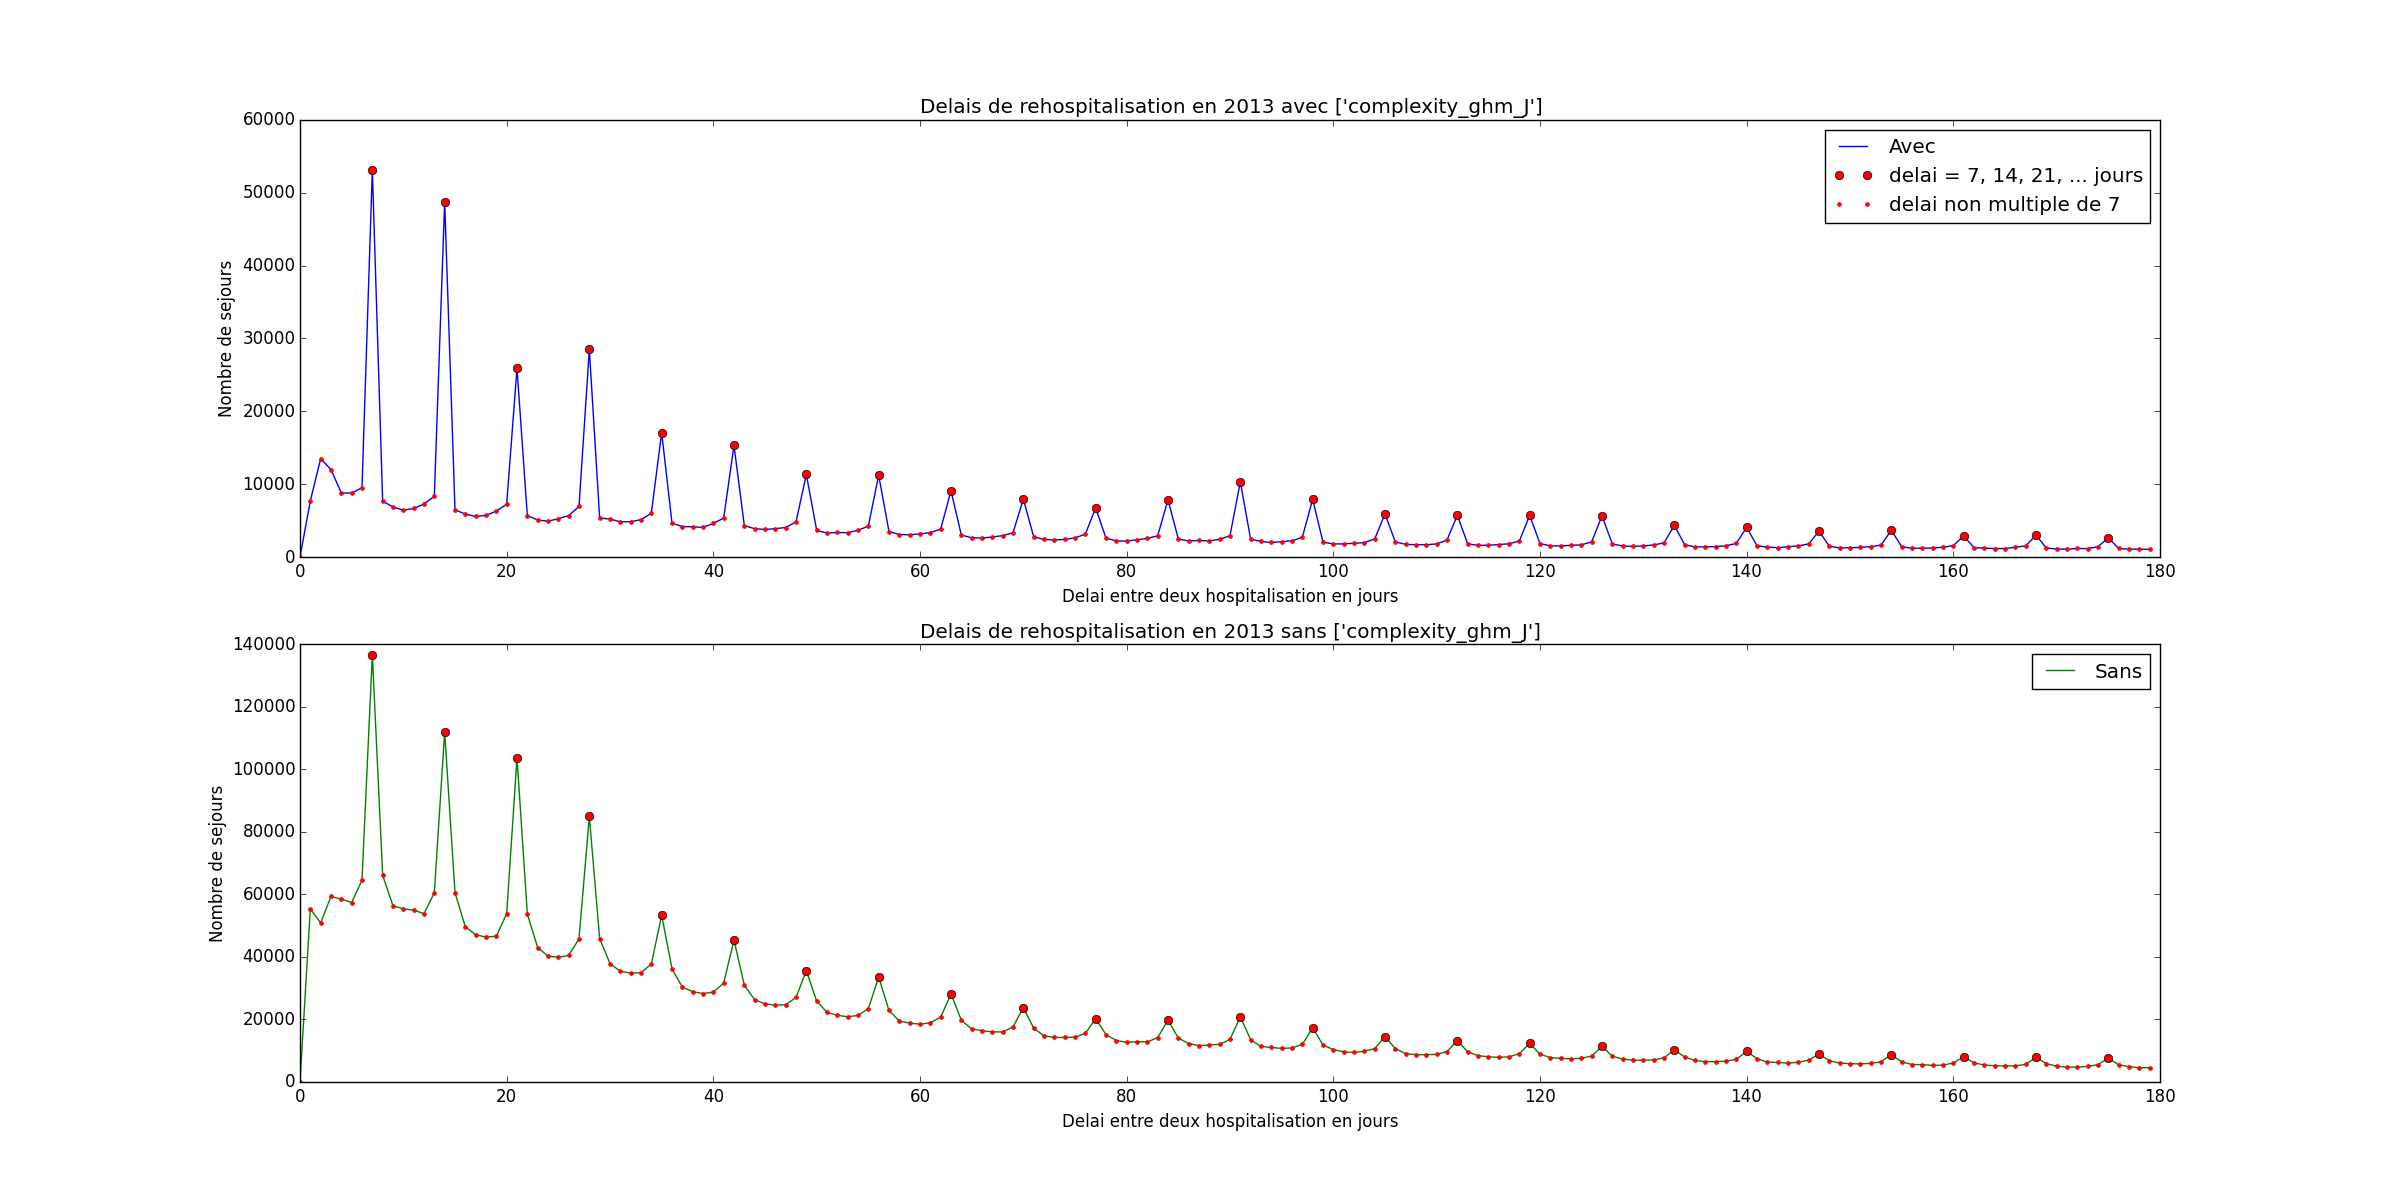 Delais de rehospitalisation en 2013 avec ['complexity_ghm_J']
60000
50000
40000
30000
20000
10000
0
Nombre de sejours
Avec
delai = 7, 14, 21, ... jours
delai non multiple de 7
0 20 40 60 80 100 120 140 160 180
Delai entre deux hospitalisation en jours
Delais de rehospitalisation en 2013 sans ['complexity_ghm_J']
140000
120000
100000
80000
60000
40000
20000
0
Nombre de sejours
Sans
0 20 40 60 80 100 120 140 160 180
Delai entre deux hospitalisation en jours